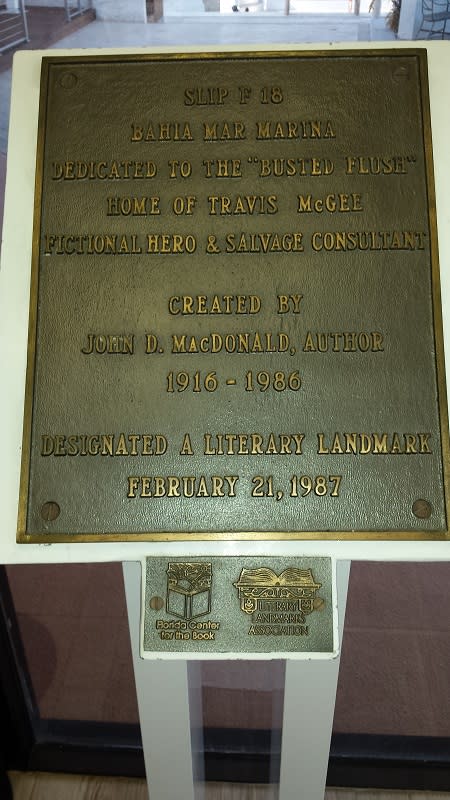 SLIP F 18
BAHIA MAR MARINA
DEDICATED TO THE "BUSTED FLUSH"
HOME OF TRAVIS McGEE
FICTIONAL HERO & SALVAGE CONSULTANT
CREATED BY
JOHN D. MacDONALD, AUTHOR
1916 - 1986
DESIGNATED A LITERARY LANDMARK
FEBRUARY 21, 1987
Florida Center
for the Book
LITERARY
LANDMARKS
ASSOCIATION